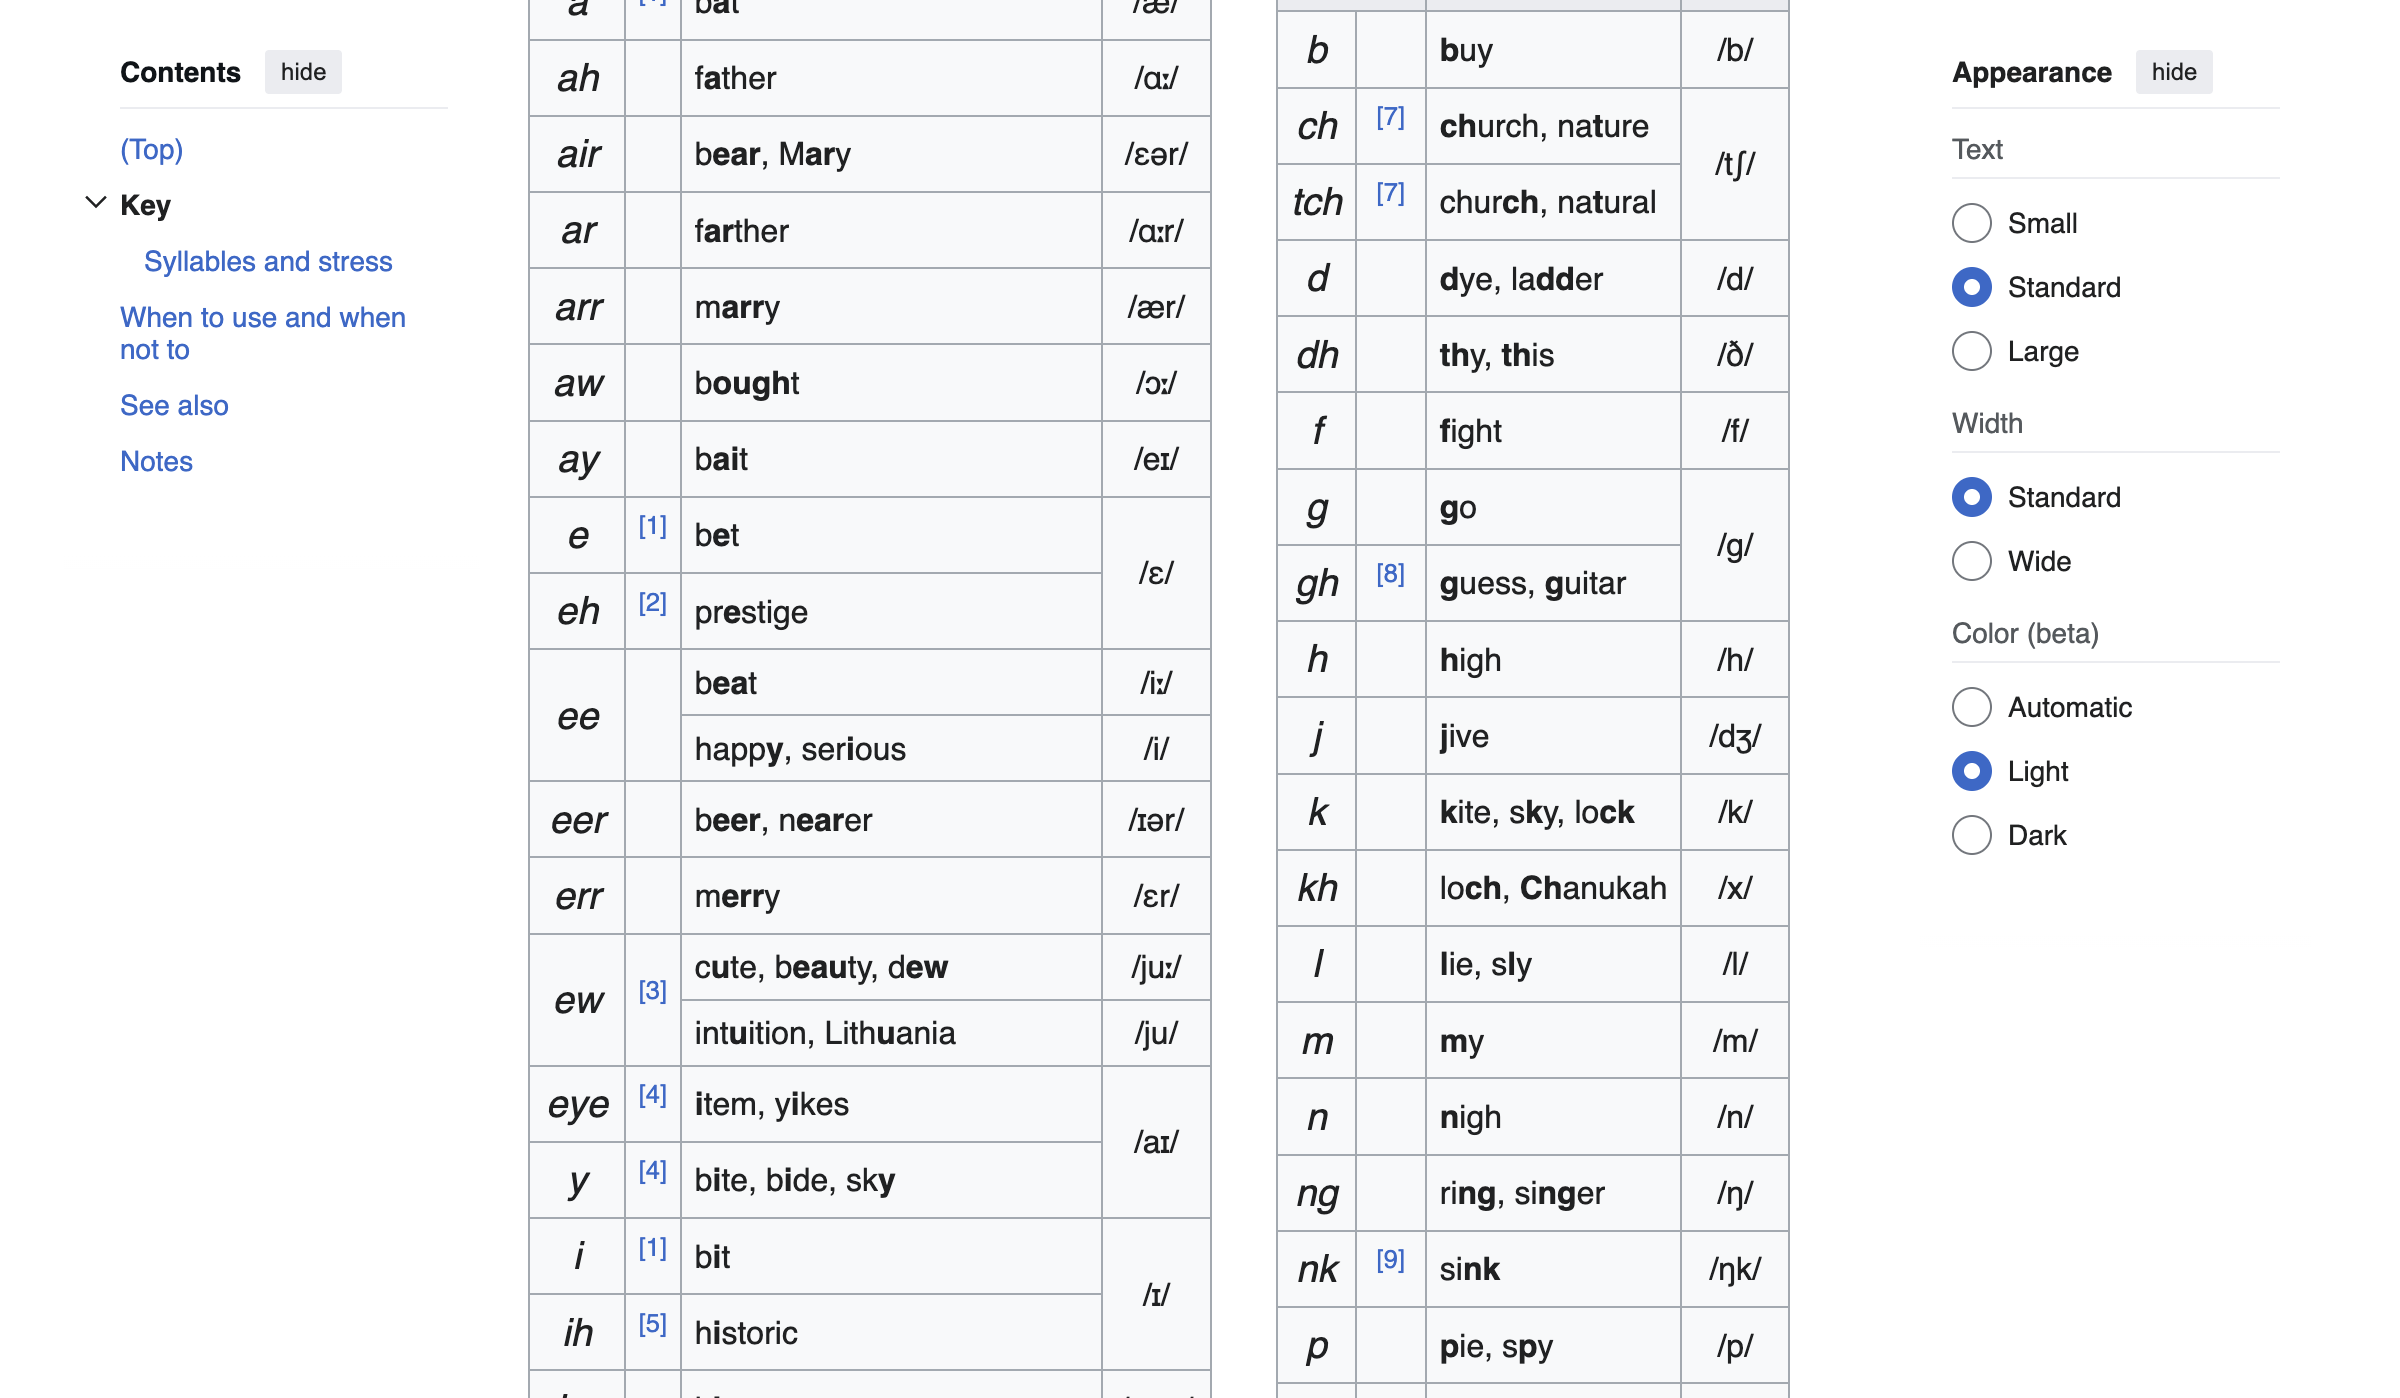 Contents hide
(Top)
Key
Syllables and stress
When to use and when
not to
See also
Notes
a bat /æ/
ah father /ɑː/
air bear, Mary /ɛər/
ar farther /ɑːr/
arr marry /ær/
aw bought /ɔː/
ay bait /eɪ/
e [1] bet /ɛ/
eh [2] prestige
ee beat /iː/
happy, serious /i/
eer beer, nearer /ɪər/
err merry /ɛr/
ew [3] cute, beauty, dew /juː/
intuition, Lithuania /ju/
eye [4] item, yikes /aɪ/
y [4] bite, bide, sky
i [1] bit /ɪ/
ih [5] historic
b buy /b/
ch [7] church, nature /tʃ/
tch [7] church, natural
d dye, ladder /d/
dh thy, this /ð/
f fight /f/
g go /ɡ/
gh [8] guess, guitar
h high /h/
j jive /dʒ/
k kite, sky, lock /k/
kh loch, Chanukah /x/
l lie, sly /l/
m my /m/
n nigh /n/
ng ring, singer /ŋ/
nk [9] sink /ŋk/
p pie, spy /p/
Appearance hide
Text
Small
Standard
Large
Width
Standard
Wide
Color (beta)
Automatic
Light
Dark